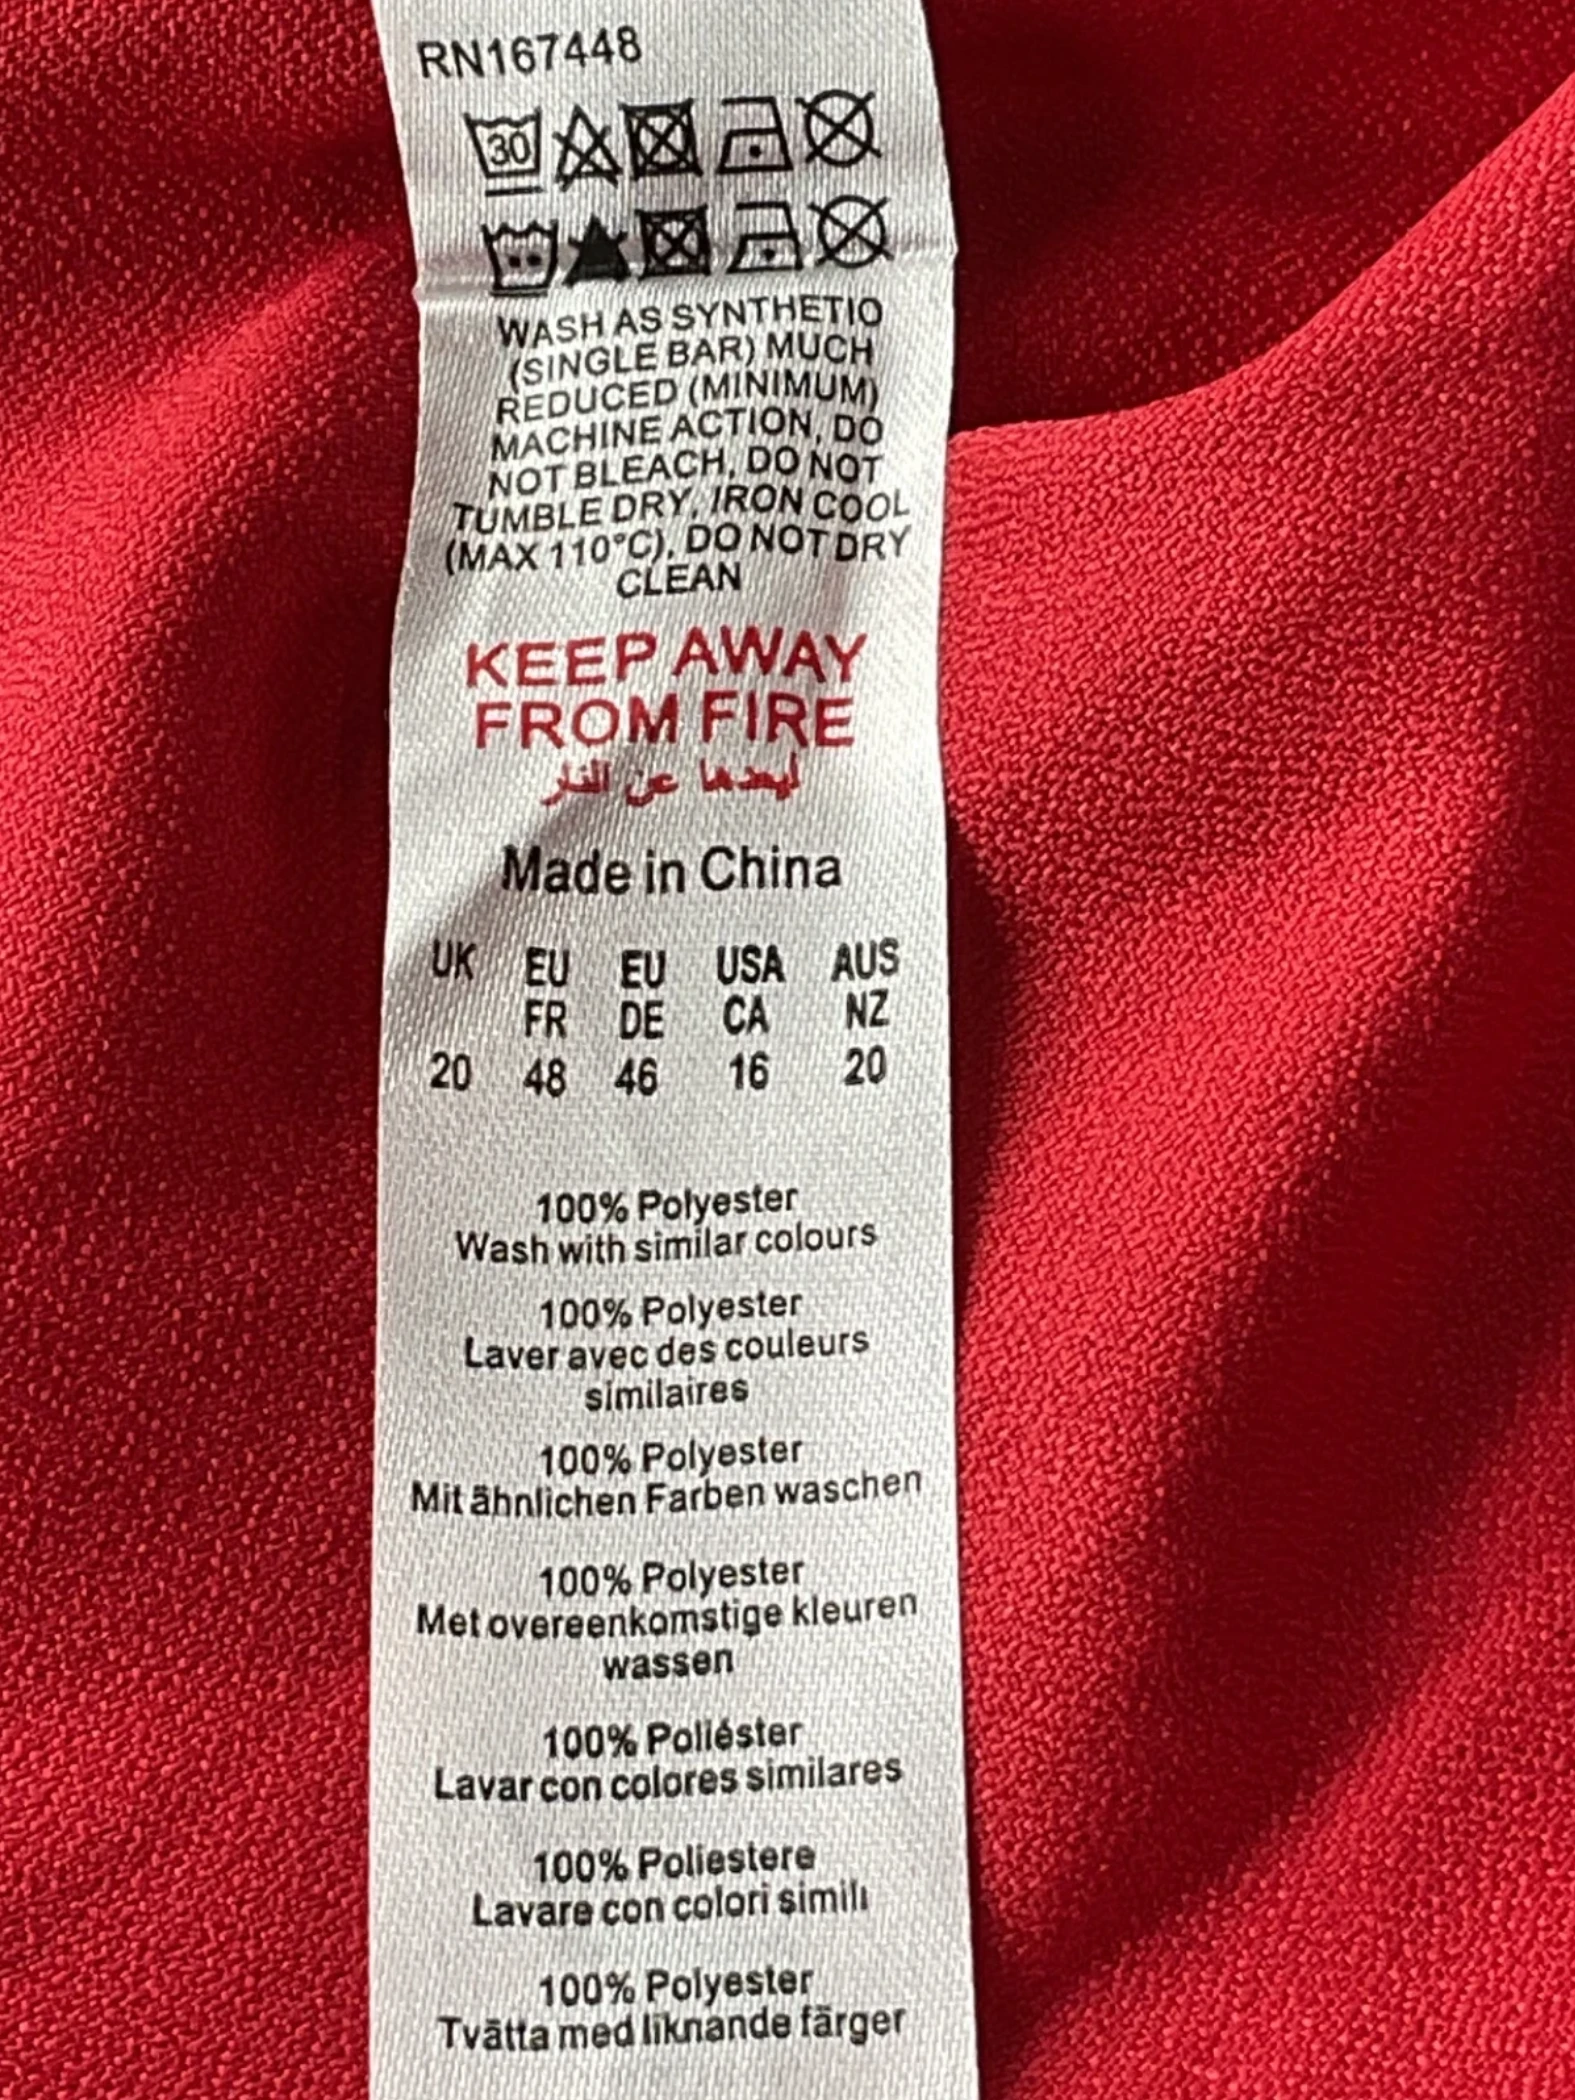 RN167448
30
WASH AS SYNTHETIC
(SINGLE BAR) MUCH
REDUCED (MINIMUM)
MACHINE ACTION, DO
NOT BLEACH, DO NOT
TUMBLE DRY, IRON COOL
(MAX 110°C), DO NOT DRY
CLEAN
KEEP AWAY
FROM FIRE
ليبعدها عن النار
Made in China
UK EU EU USA AUS
FR DE CA NZ
20 48 46 16 20
100% Polyester
Wash with similar colours
100% Polyester
Laver avec des couleurs
similaires
100% Polyester
Mit ähnlichen Farben waschen
100% Polyester
Met overeenkomstige kleuren
wassen
100% Poliéster
Lavar con colores similares
100% Poliestere
Lavare con colori simili
100% Polyester
Tvätta med liknande färger